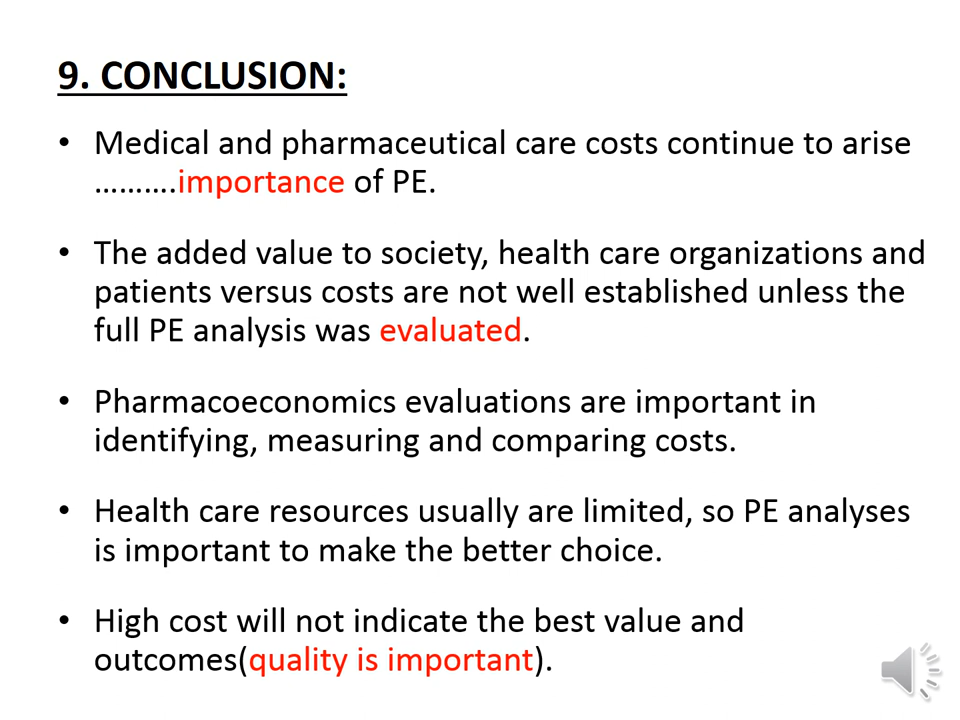 9. CONCLUSION:
• Medical and pharmaceutical care costs continue to arise
……….importance of PE.
• The added value to society, health care organizations and
patients versus costs are not well established unless the
full PE analysis was evaluated.
• Pharmacoeconomics evaluations are important in
identifying, measuring and comparing costs.
• Health care resources usually are limited, so PE analyses
is important to make the better choice.
• High cost will not indicate the best value and
outcomes(quality is important).